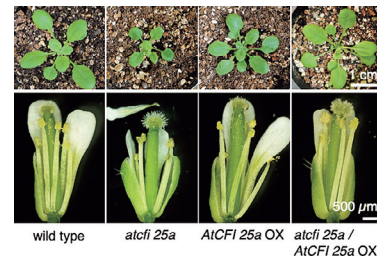 1 cm
500 µm
wild type atcfi 25a AtCFI 25a OX atcfi 25a /
AtCFI 25a OX